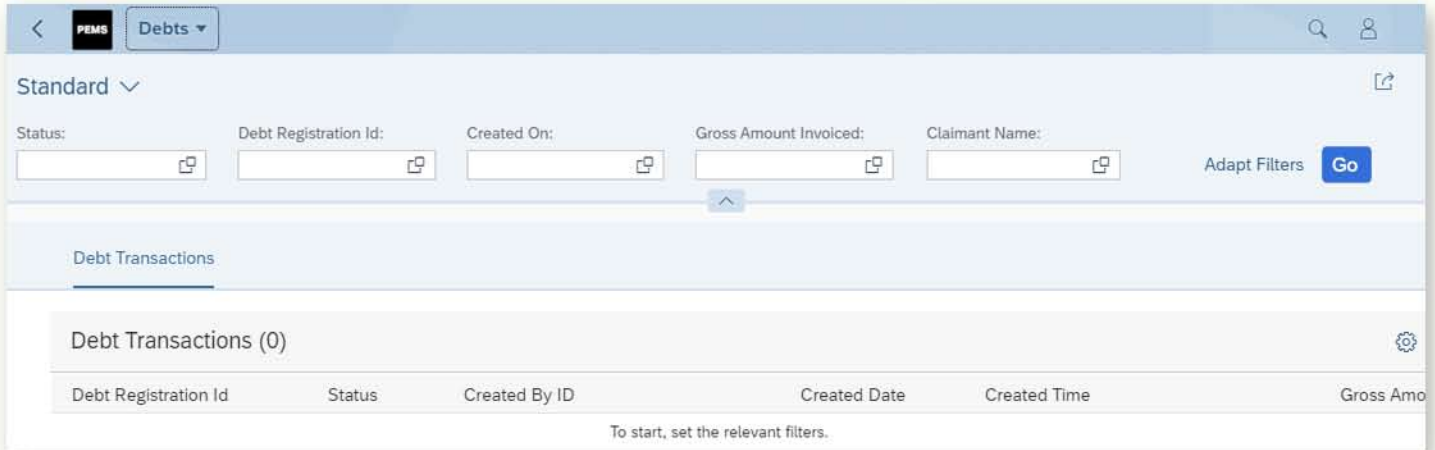 PEMS Debts
Standard
Status: Debt Registration Id: Created On: Gross Amount Invoiced: Claimant Name:
Adapt Filters Go
Debt Transactions
Debt Transactions (0)
Debt Registration Id Status Created By ID Created Date Created Time Gross Amo
To start, set the relevant filters.